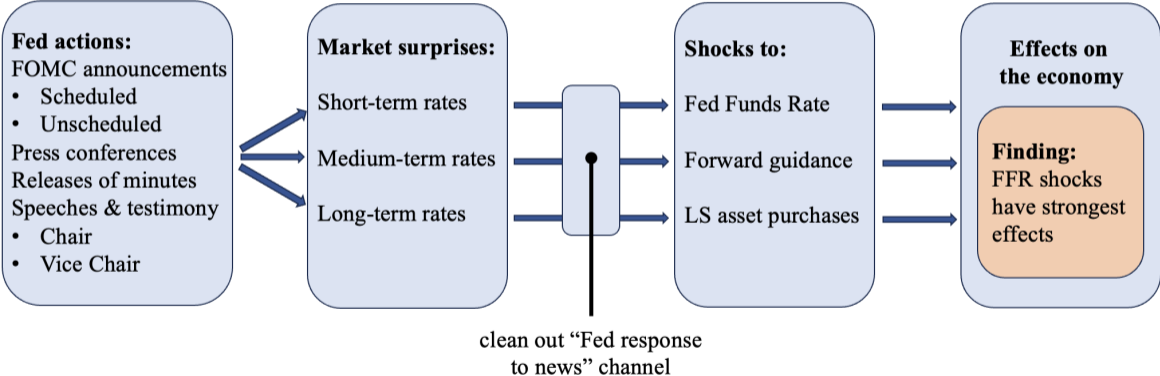 Fed actions:
FOMC announcements
• Scheduled
• Unscheduled
Press conferences
Releases of minutes
Speeches & testimony
• Chair
• Vice Chair
Market surprises:
Short-term rates
Medium-term rates
Long-term rates
clean out “Fed response
to news” channel
Shocks to:
Fed Funds Rate
Forward guidance
LS asset purchases
Effects on
the economy
Finding:
FFR shocks
have strongest
effects